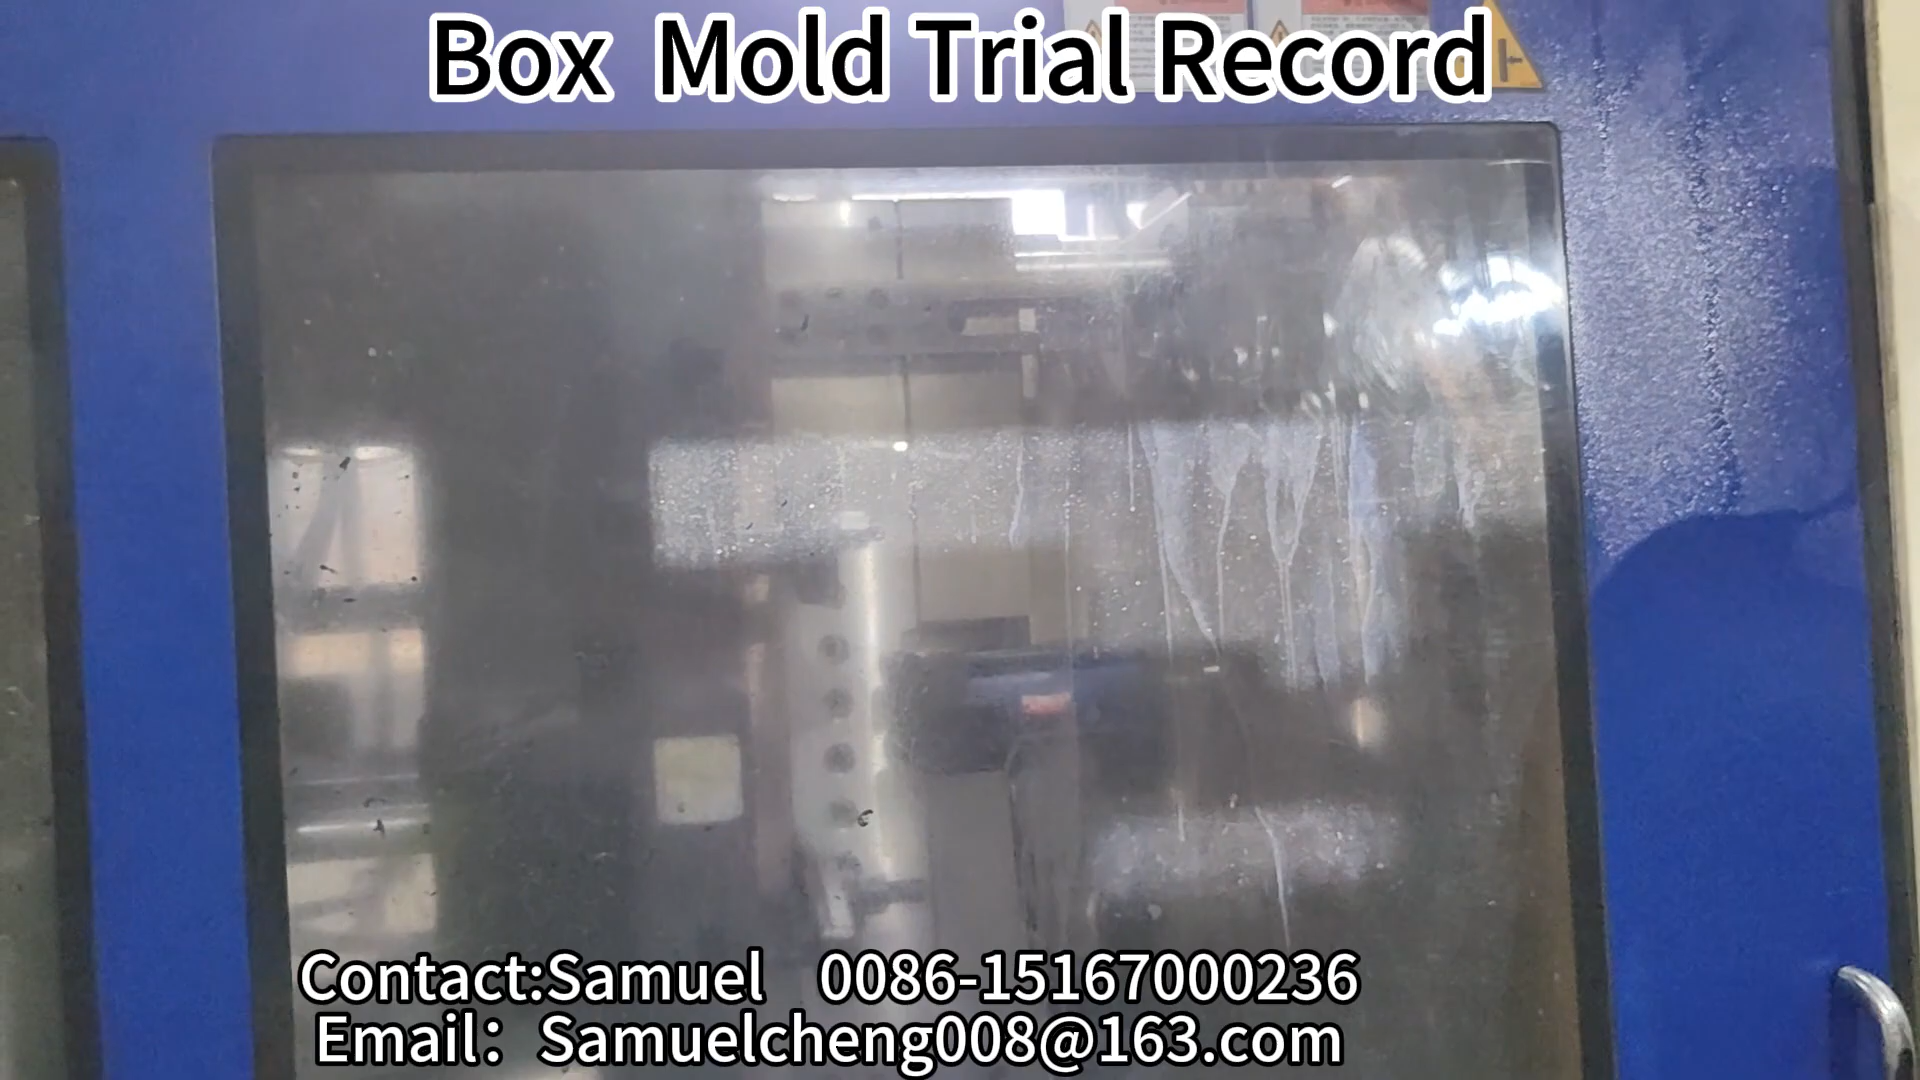 Box Mold Trial Record
Contact:Samuel 0086-15167000236
Email：Samuelcheng008@163.com